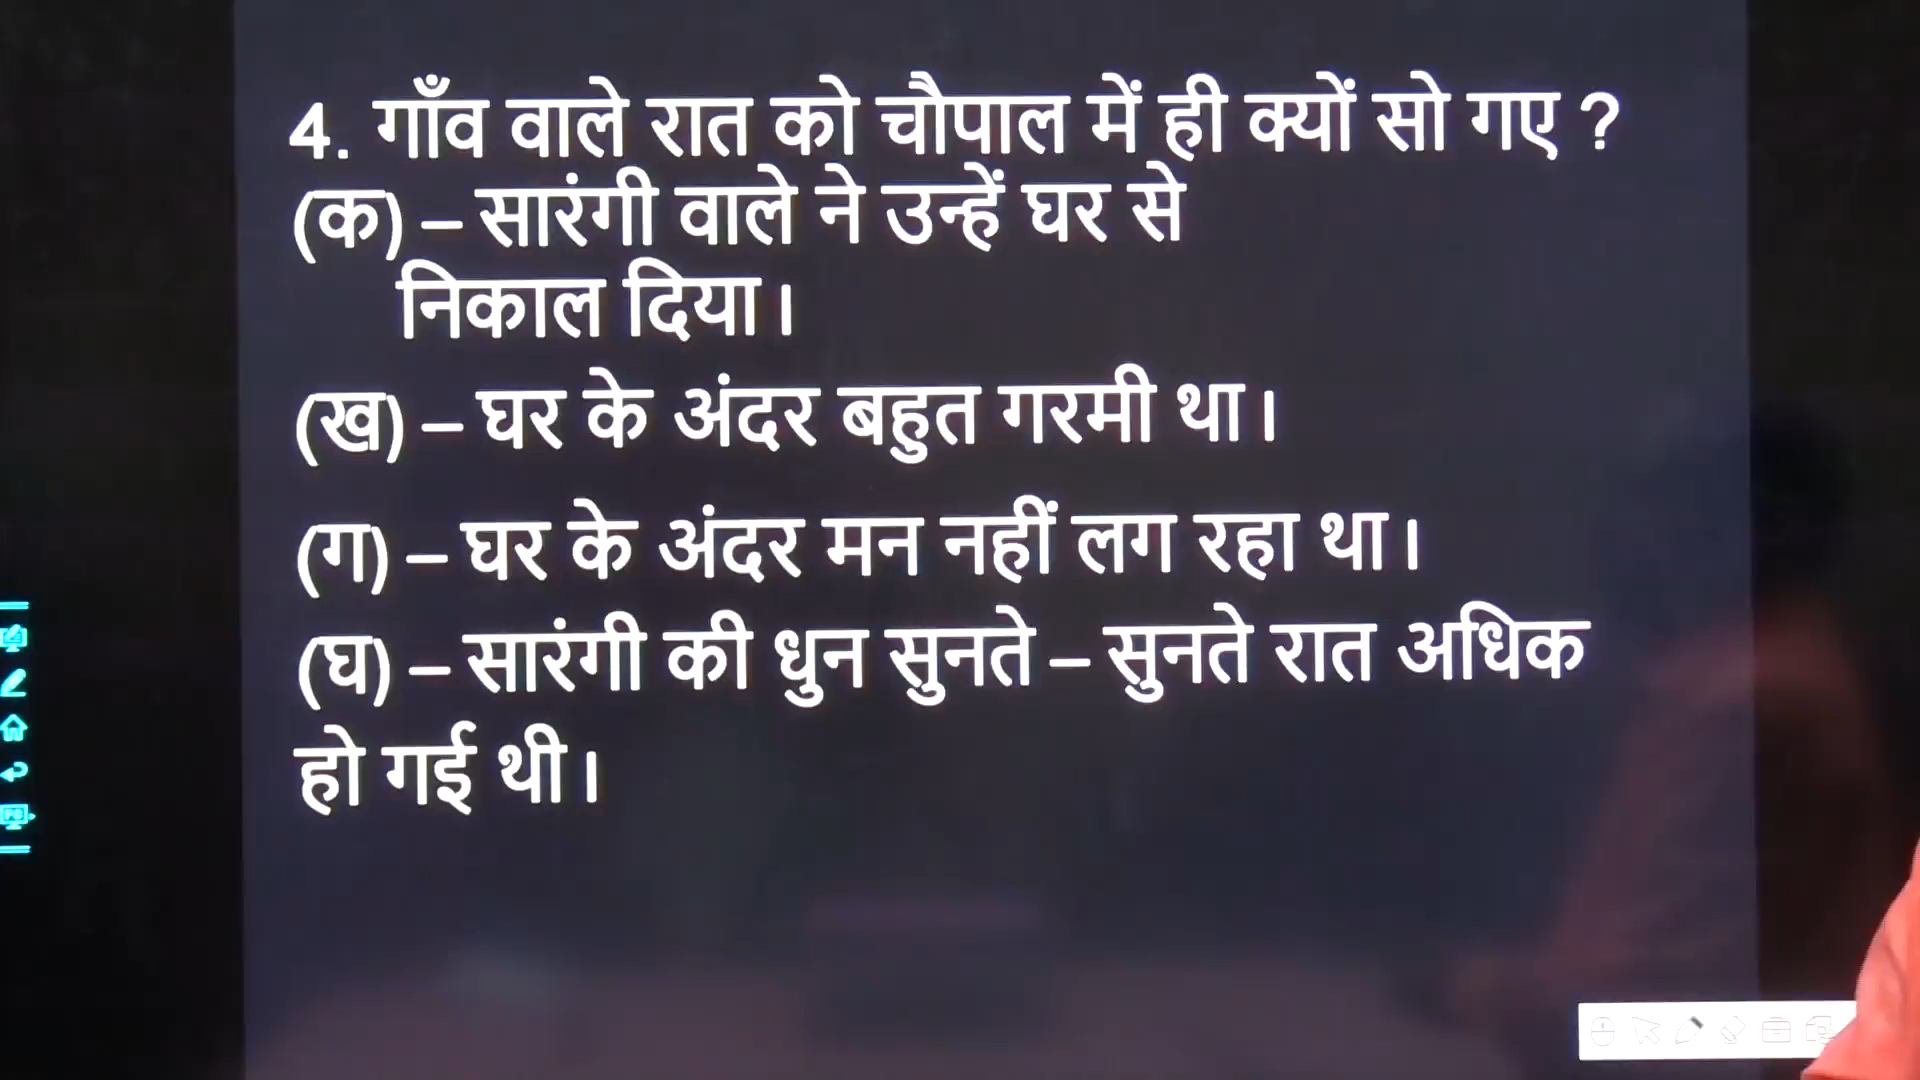 4. गाँव वाले रात को चौपाल में ही क्यों सो गए ?
(क) – सारंगी वाले ने उन्हें घर से
निकाल दिया।
(ख) – घर के अंदर बहुत गरमी था।
(ग) – घर के अंदर मन नहीं लग रहा था।
(घ) – सारंगी की धुन सुनते – सुनते रात अधिक
हो गई थी।